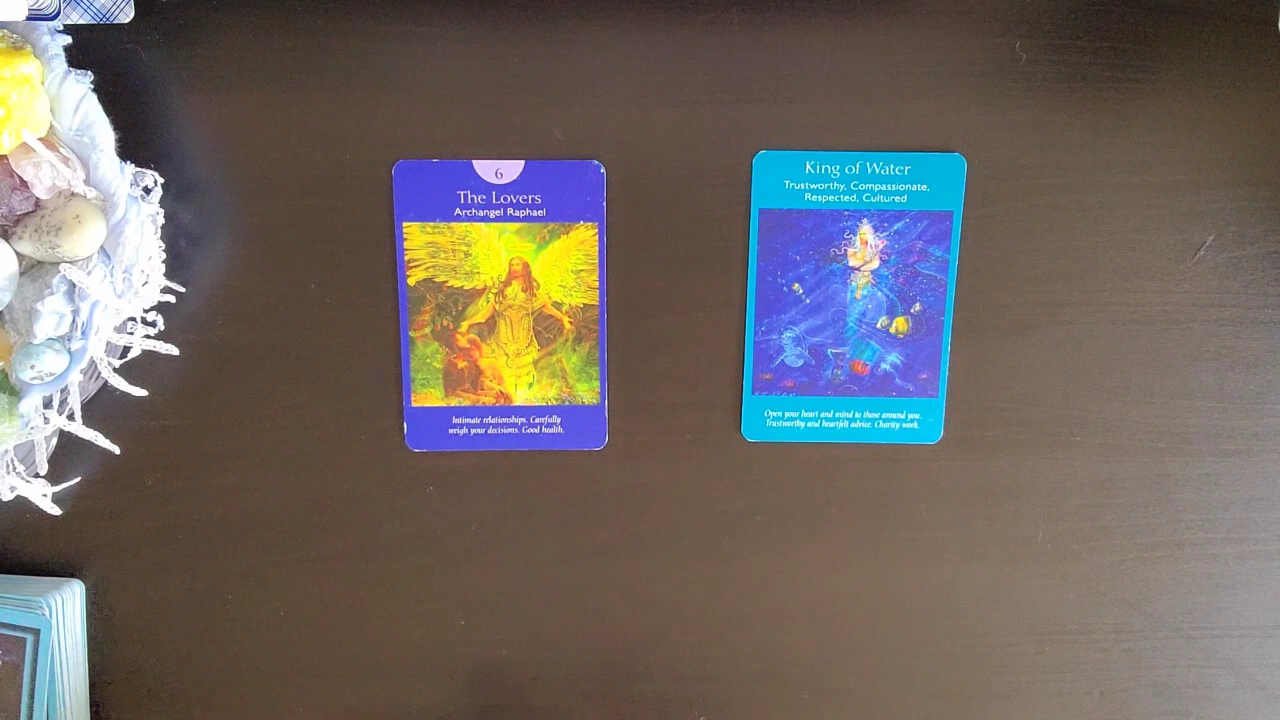 6
The Lovers
Archangel Raphael
Intimate relationships. Carefully
weigh your decisions. Good health.
King of Water
Trustworthy, Compassionate,
Respected, Cultured
Open your heart and mind to those around you.
Trustworthy and heartfelt advice. Charity work.